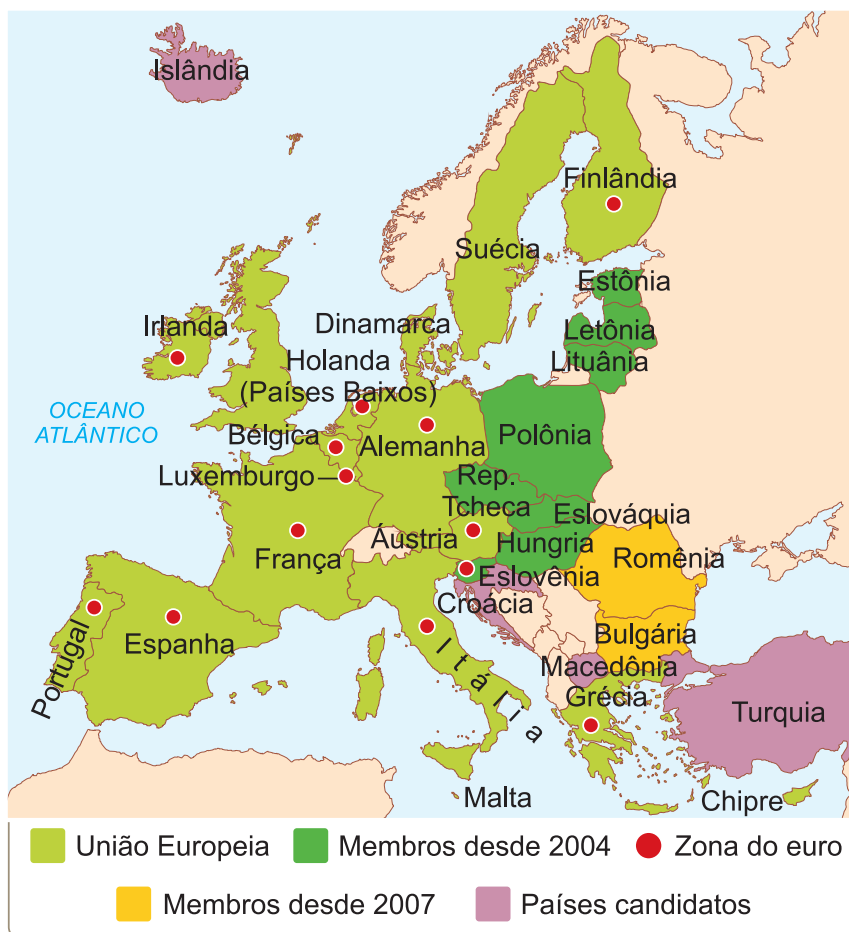 Islândia
Finlândia
Suécia
Estônia
Letônia
Lituânia
Irlanda
Dinamarca
Holanda
(Países Baixos)
OCEANO
ATLÂNTICO
Bélgica
Alemanha
Polônia
Luxemburgo
Rep.
Tcheca
Eslováquia
Áustria
Hungria
França
Romênia
Eslovênia
Croácia
Portugal
Espanha
Itália
Bulgária
Macedônia
Grécia
Turquia
Malta
Chipre
União Europeia
Membros desde 2004
Zona do euro
Membros desde 2007
Países candidatos